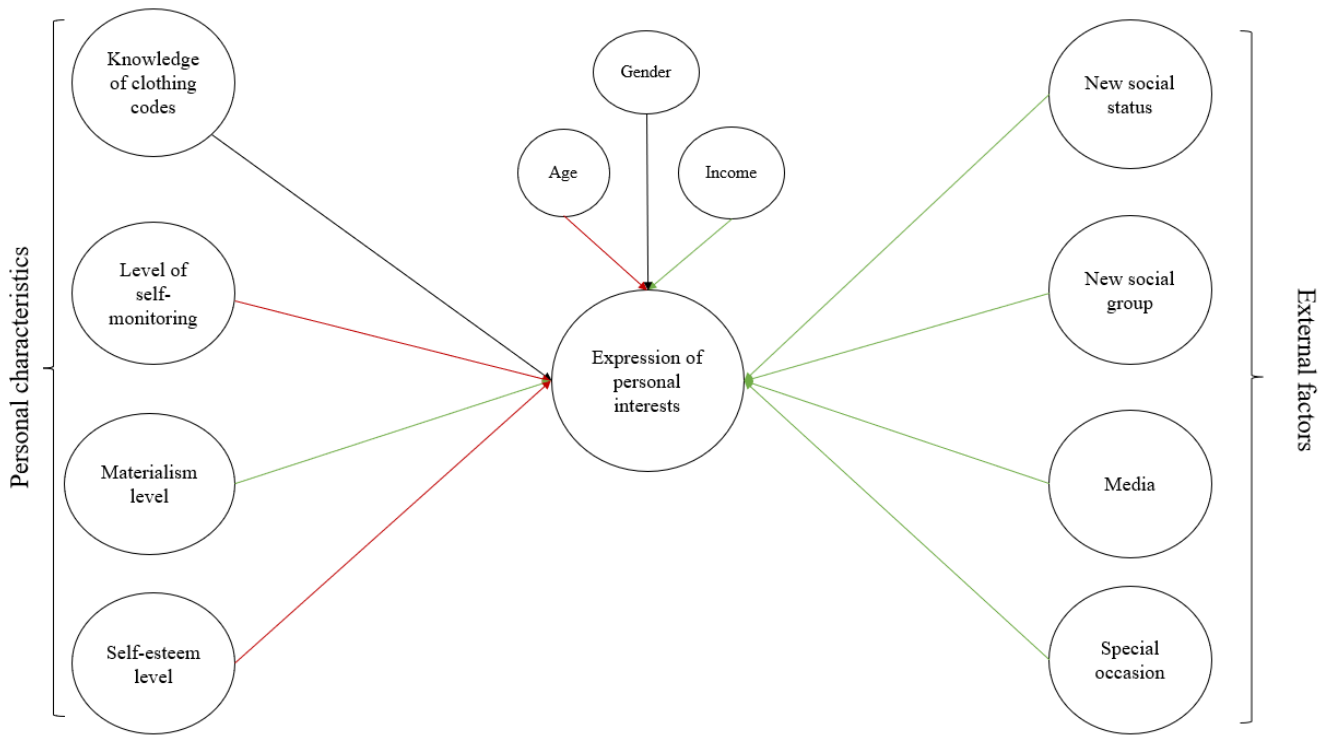 Personal characteristics
Knowledge
of clothing
codes
Level of
self-
monitoring
Materialism
level
Self-esteem
level
Gender
Age
Income
Expression of
personal
interests
New social
status
New social
group
Media
Special
occasion
External factors